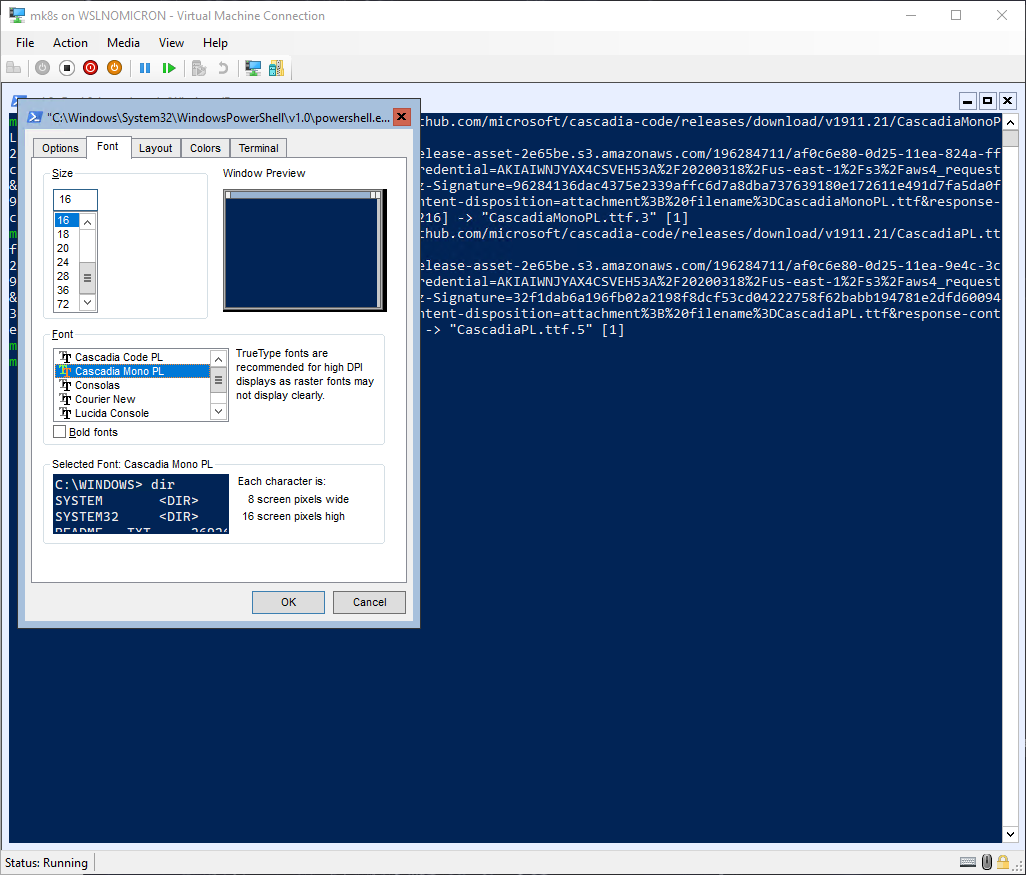 mk8s on WSLNOMICRON - Virtual Machine Connection
File Action Media View Help
"C:\Windows\System32\WindowsPowerShell\v1.0\powershell.e...
Options Font Layout Colors Terminal
Size
16
16
18
20
24
28
36
72
Window Preview
Font
Cascadia Code PL
Cascadia Mono PL
Consolas
Courier New
Lucida Console
TrueType fonts are
recommended for high DPI
displays as raster fonts may
not display clearly.
Bold fonts
Selected Font: Cascadia Mono PL
C:\WINDOWS> dir
SYSTEM <DIR>
SYSTEM32 <DIR>
README TXT
Each character is:
8 screen pixels wide
16 screen pixels high
OK Cancel
hub.com/microsoft/cascadia-code/releases/download/v1911.21/CascadiaMonoP
L
2 elease-asset-2e65be.s3.amazonaws.com/196284711/af0c6e80-0d25-11ea-824a-ff
c redential=AKIAIWNJYAX4CSVEH53A%2F20200318%2Fus-east-1%2Fs3%2Faws4_request
& z-Signature=96284136dac4375e2339affc6d7a8dba737639180e172611e491d7fa5da0f
9 ntent-disposition=attachment%3B%20filename%3DCascadiaMonoPL.ttf&response-
c 216] -> "CascadiaMonoPL.ttf.3" [1]
m hub.com/microsoft/cascadia-code/releases/download/v1911.21/CascadiaPL.tt
f
2 elease-asset-2e65be.s3.amazonaws.com/196284711/af0c6e80-0d25-11ea-9e4c-3c
9 redential=AKIAIWNJYAX4CSVEH53A%2F20200318%2Fus-east-1%2Fs3%2Faws4_request
& z-Signature=32f1dab6a196fb02a2198f8dcf53cd04222758f62babb194781e2dfd60094
3 ntent-disposition=attachment%3B%20filename%3DCascadiaPL.ttf&response-cont
e -> "CascadiaPL.ttf.5" [1]
m
m
Status: Running